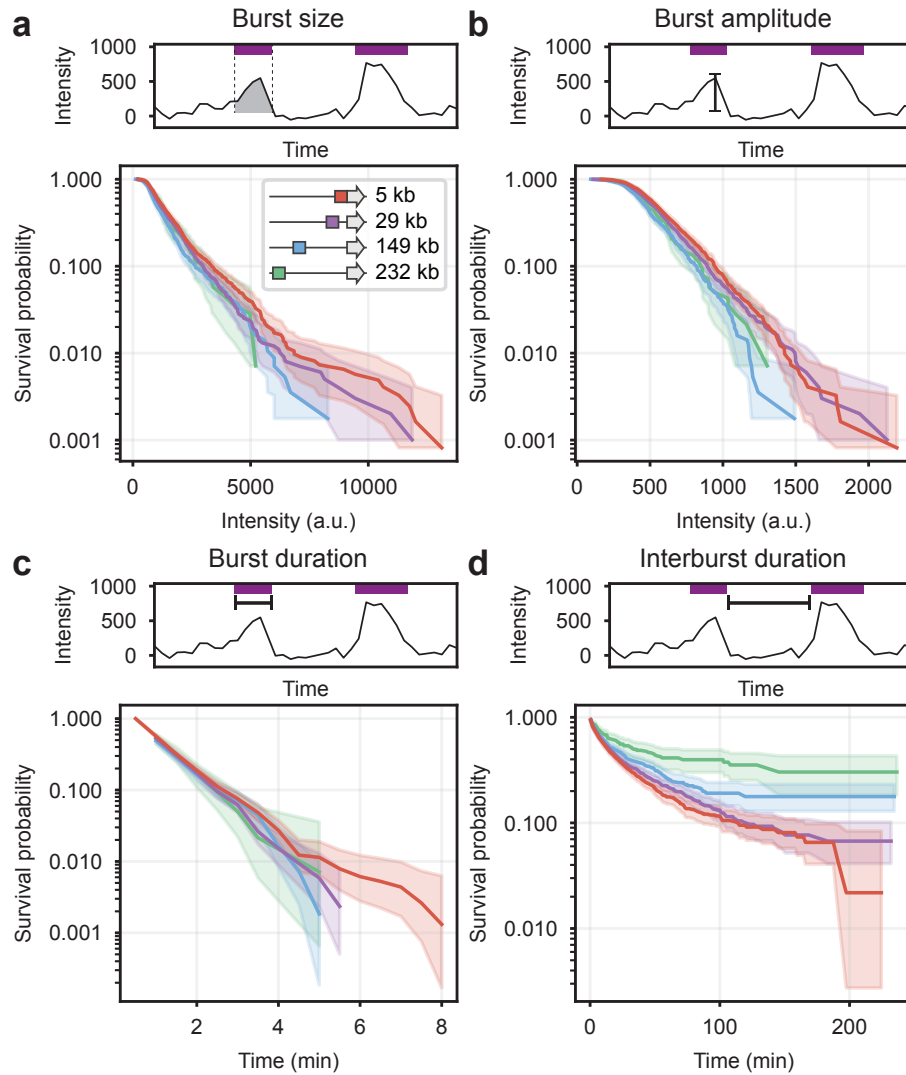 a
Burst size
Intensity
1000
500
0
Time
Survival probability
1.000
0.100
0.010
0.001
5 kb
29 kb
149 kb
232 kb
0
5000
10000
Intensity (a.u.)
b
Burst amplitude
Intensity
1000
500
0
Time
Survival probability
1.000
0.100
0.010
0.001
0
500
1000
1500
2000
Intensity (a.u.)
c
Burst duration
Intensity
1000
500
0
Time
Survival probability
1.000
0.100
0.010
0.001
2
4
6
8
Time (min)
d
Interburst duration
Intensity
1000
500
0
Time
Survival probability
1.000
0.100
0.010
0
100
200
Time (min)